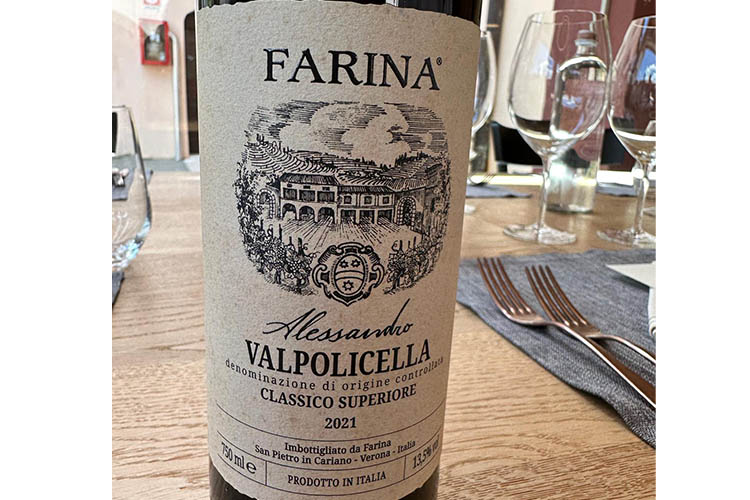 FARINA®
Alessandro
VALPOLICELLA
denominazione di origine controllata
CLASSICO SUPERIORE
2021
Imbottigliato da Farina
San Pietro in Cariano - Verona - Italia
750 ml e
PRODOTTO IN ITALIA
13,5% vol